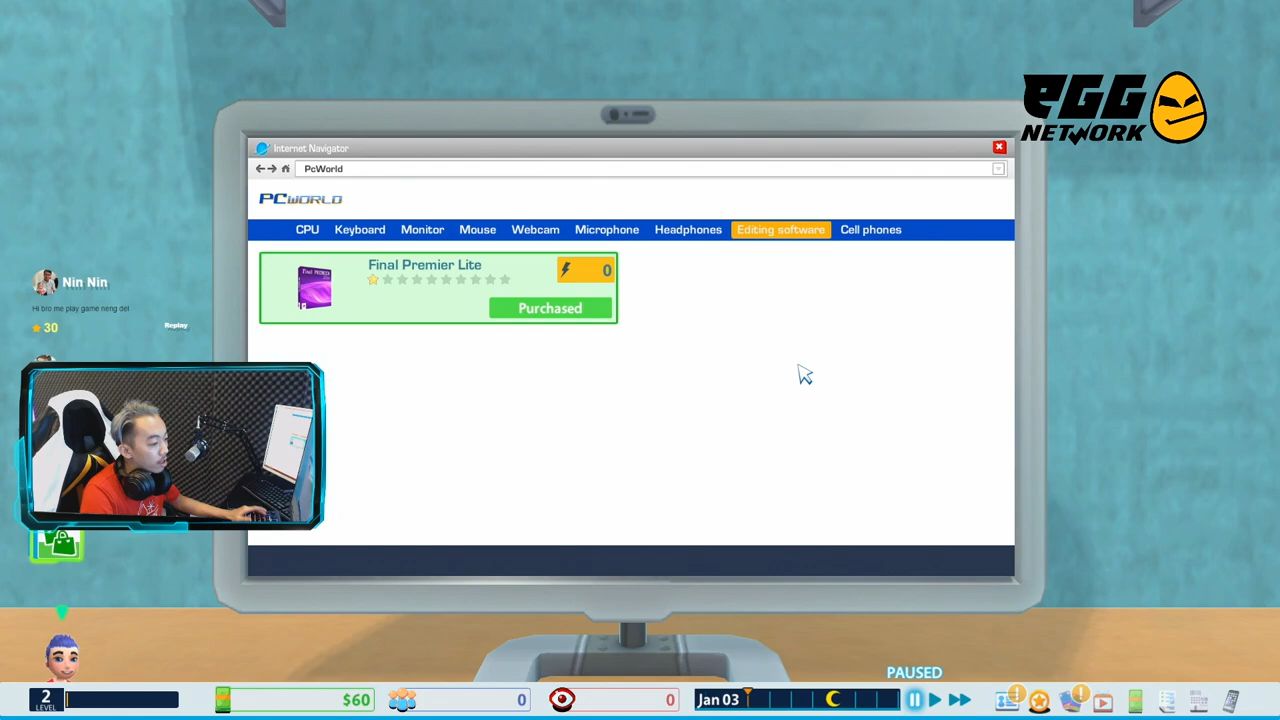 eGG
NETWORK
Internet Navigator
PcWorld
PCWORLD
CPU Keyboard Monitor Mouse Webcam Microphone Headphones Editing software Cell phones
Final Premier Lite
0
Purchased
Nin Nin
Hi bro me play game neng del
30
Replay
PAUSED
2
LEVEL
$60
0
0
Jan 03